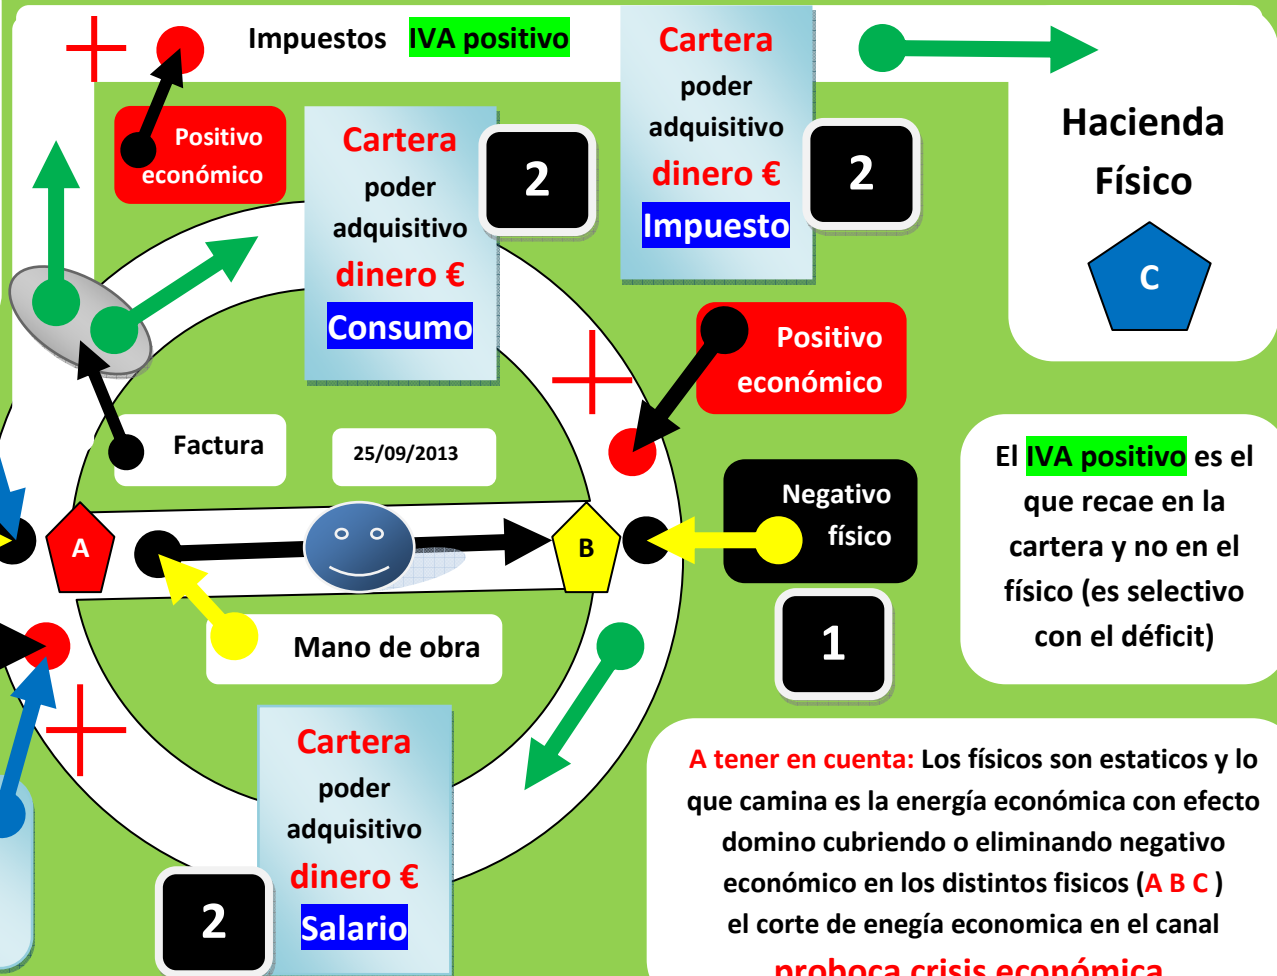 Impuestos IVA positivo
Positivo
económico
Cartera
poder
adquisitivo
dinero €
Consumo
2
Cartera
poder
adquisitivo
dinero €
Impuesto
2
Hacienda
Físico
C
Positivo
económico
Factura
25/09/2013
Negativo
físico
1
A
B
Mano de obra
El IVA positivo es el
que recae en la
cartera y no en el
físico (es selectivo
con el déficit)
Cartera
poder
adquisitivo
dinero €
Salario
2
A tener en cuenta: Los físicos son estaticos y lo
que camina es la energía económica con efecto
domino cubriendo o eliminando negativo
económico en los distintos fisicos (A B C )
el corte de enegía economica en el canal
proboca crisis económica